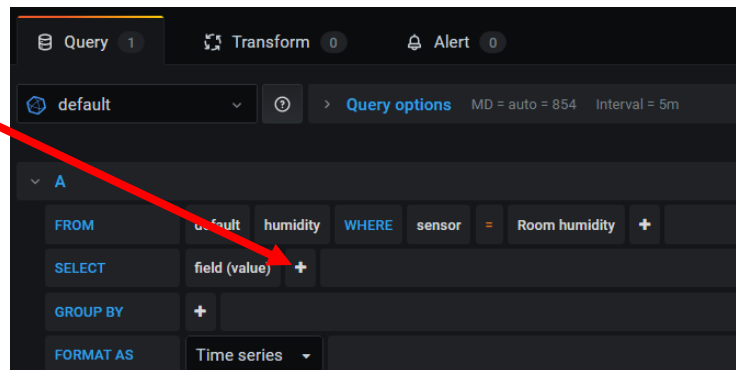 Query 1 Transform 0 Alert 0
default ? > Query options MD = auto = 854 Interval = 5m
A
FROM default humidity WHERE sensor = Room humidity +
SELECT field (value) +
GROUP BY +
FORMAT AS Time series